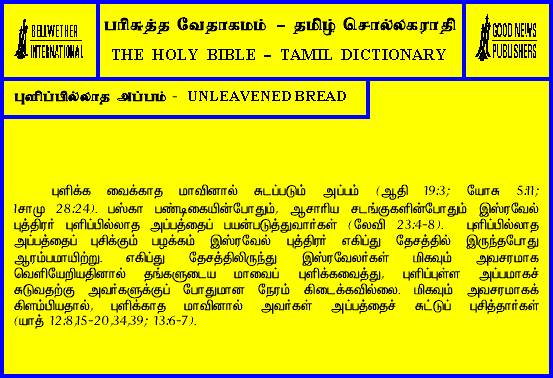 BELLWETHER
INTERNATIONAL
பரிசுத்த வேதாகமம் – தமிழ் சொல்லகராதி
THE HOLY BIBLE – TAMIL DICTIONARY
GOOD NEWS
PUBLISHERS
புளிப்பில்லாத அப்பம் - UNLEAVENED BREAD
புளிக்க வைக்காத மாவினால் சுடப்படும் அப்பம் (ஆதி 19:3; யோசு 5:11;
1சாமு 28:24). பஸ்கா பண்டிகையின்போதும், ஆசாரிய சடங்குகளின்போதும் இஸ்ரவேல்
புத்திரர் புளிப்பில்லாத அப்பத்தைப் பயன்படுத்துவார்கள் (லேவி 23:4-8). புளிப்பில்லாத
அப்பத்தைப் புசிக்கும் பழக்கம் இஸ்ரவேல் புத்திரர் எகிப்து தேசத்தில் இருந்தபோது
ஆரம்பமாயிற்று. எகிப்து தேசத்திலிருந்து இஸ்ரவேலர்கள் மிகவும் அவசரமாக
வெளியேறியதினால் தங்களுடைய மாவைப் புளிக்கவைத்து, புளிப்புள்ள அப்பமாகச்
சுடுவதற்கு அவர்களுக்குப் போதுமான நேரம் கிடைக்கவில்லை. மிகவும் அவசரமாகக்
கிளம்பியதால், புளிக்காத மாவினால் அவர்கள் அப்பத்தைச் சுட்டுப் புசித்தார்கள்
(யாத் 12:8,15-20,34,39; 13:6-7).